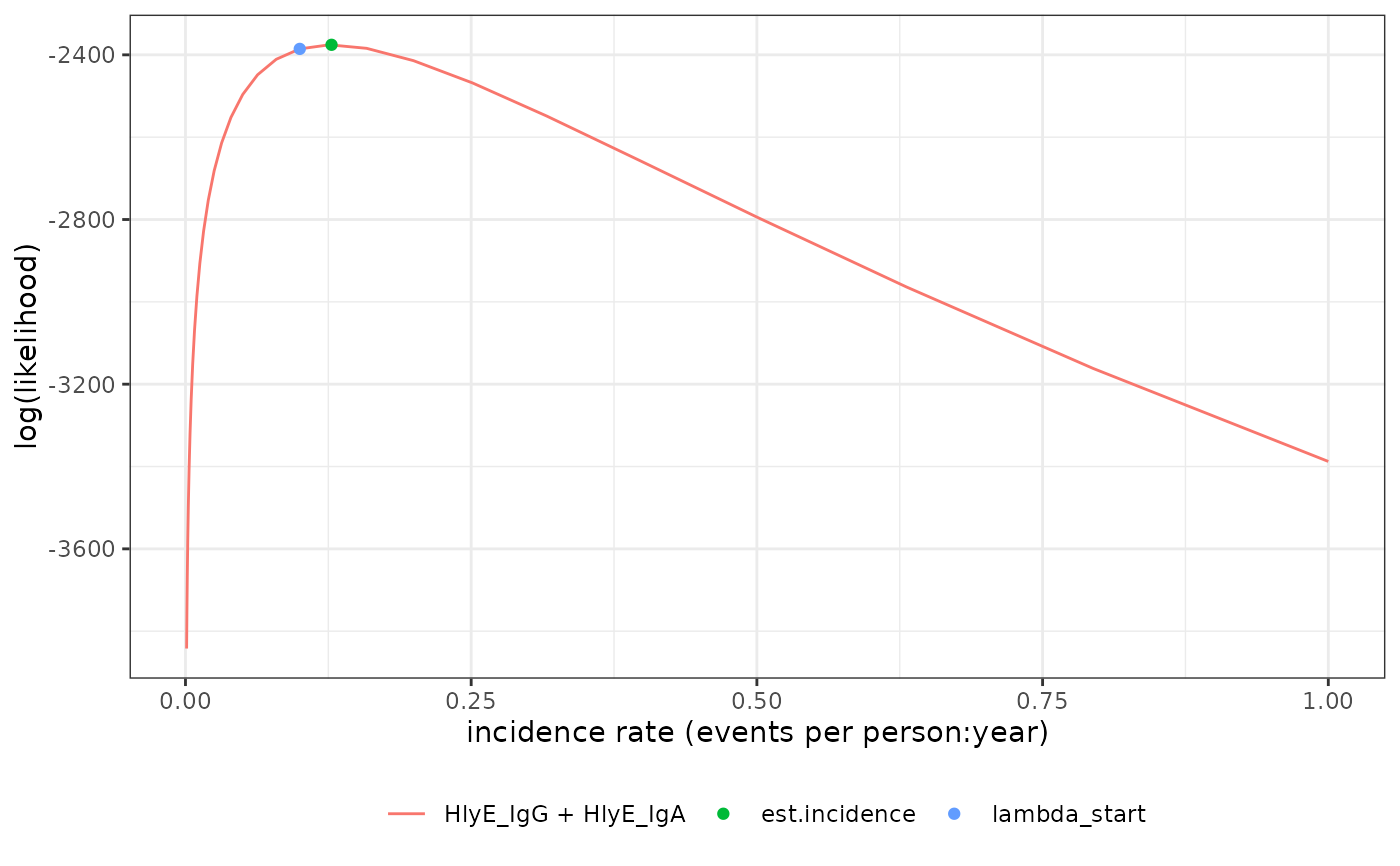 log(likelihood)
-2400
-2800
-3200
-3600
0.00 0.25 0.50 0.75 1.00
incidence rate (events per person:year)
HlyE_IgG + HlyE_IgA est.incidence lambda_start